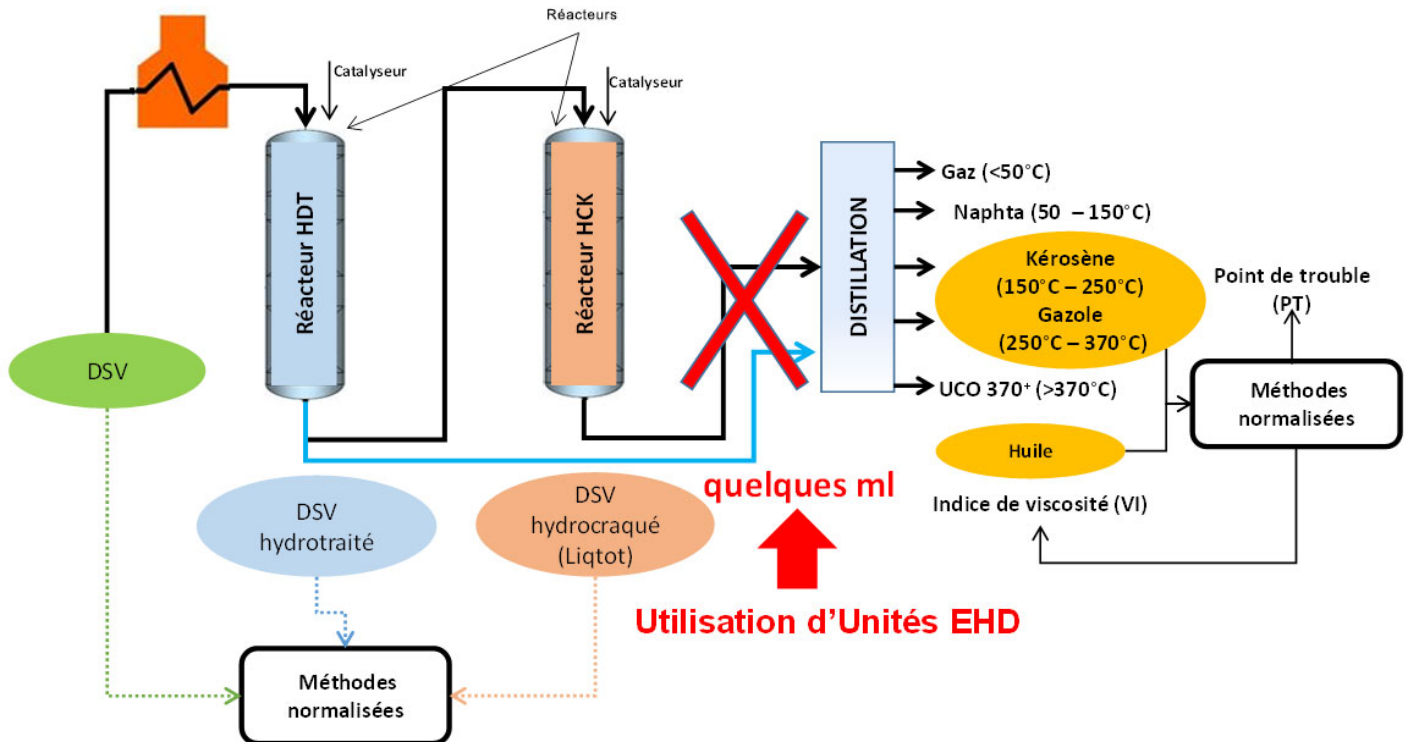 Réacteurs
Catalyseur
Catalyseur
Réacteur HDT
Réacteur HCK
DISTILLATION
Gaz (<50°C)
Naphta (50 – 150°C)
Kérosène
(150°C – 250°C)
Gazole
(250°C – 370°C)
UCO 370⁺ (>370°C)
Point de trouble
(PT)
Méthodes
normalisées
Huile
Indice de viscosité (VI)
DSV
DSV
hydrotraité
DSV
hydrocraqué
(Liqtot)
quelques ml
Utilisation d’Unités EHD
Méthodes
normalisées